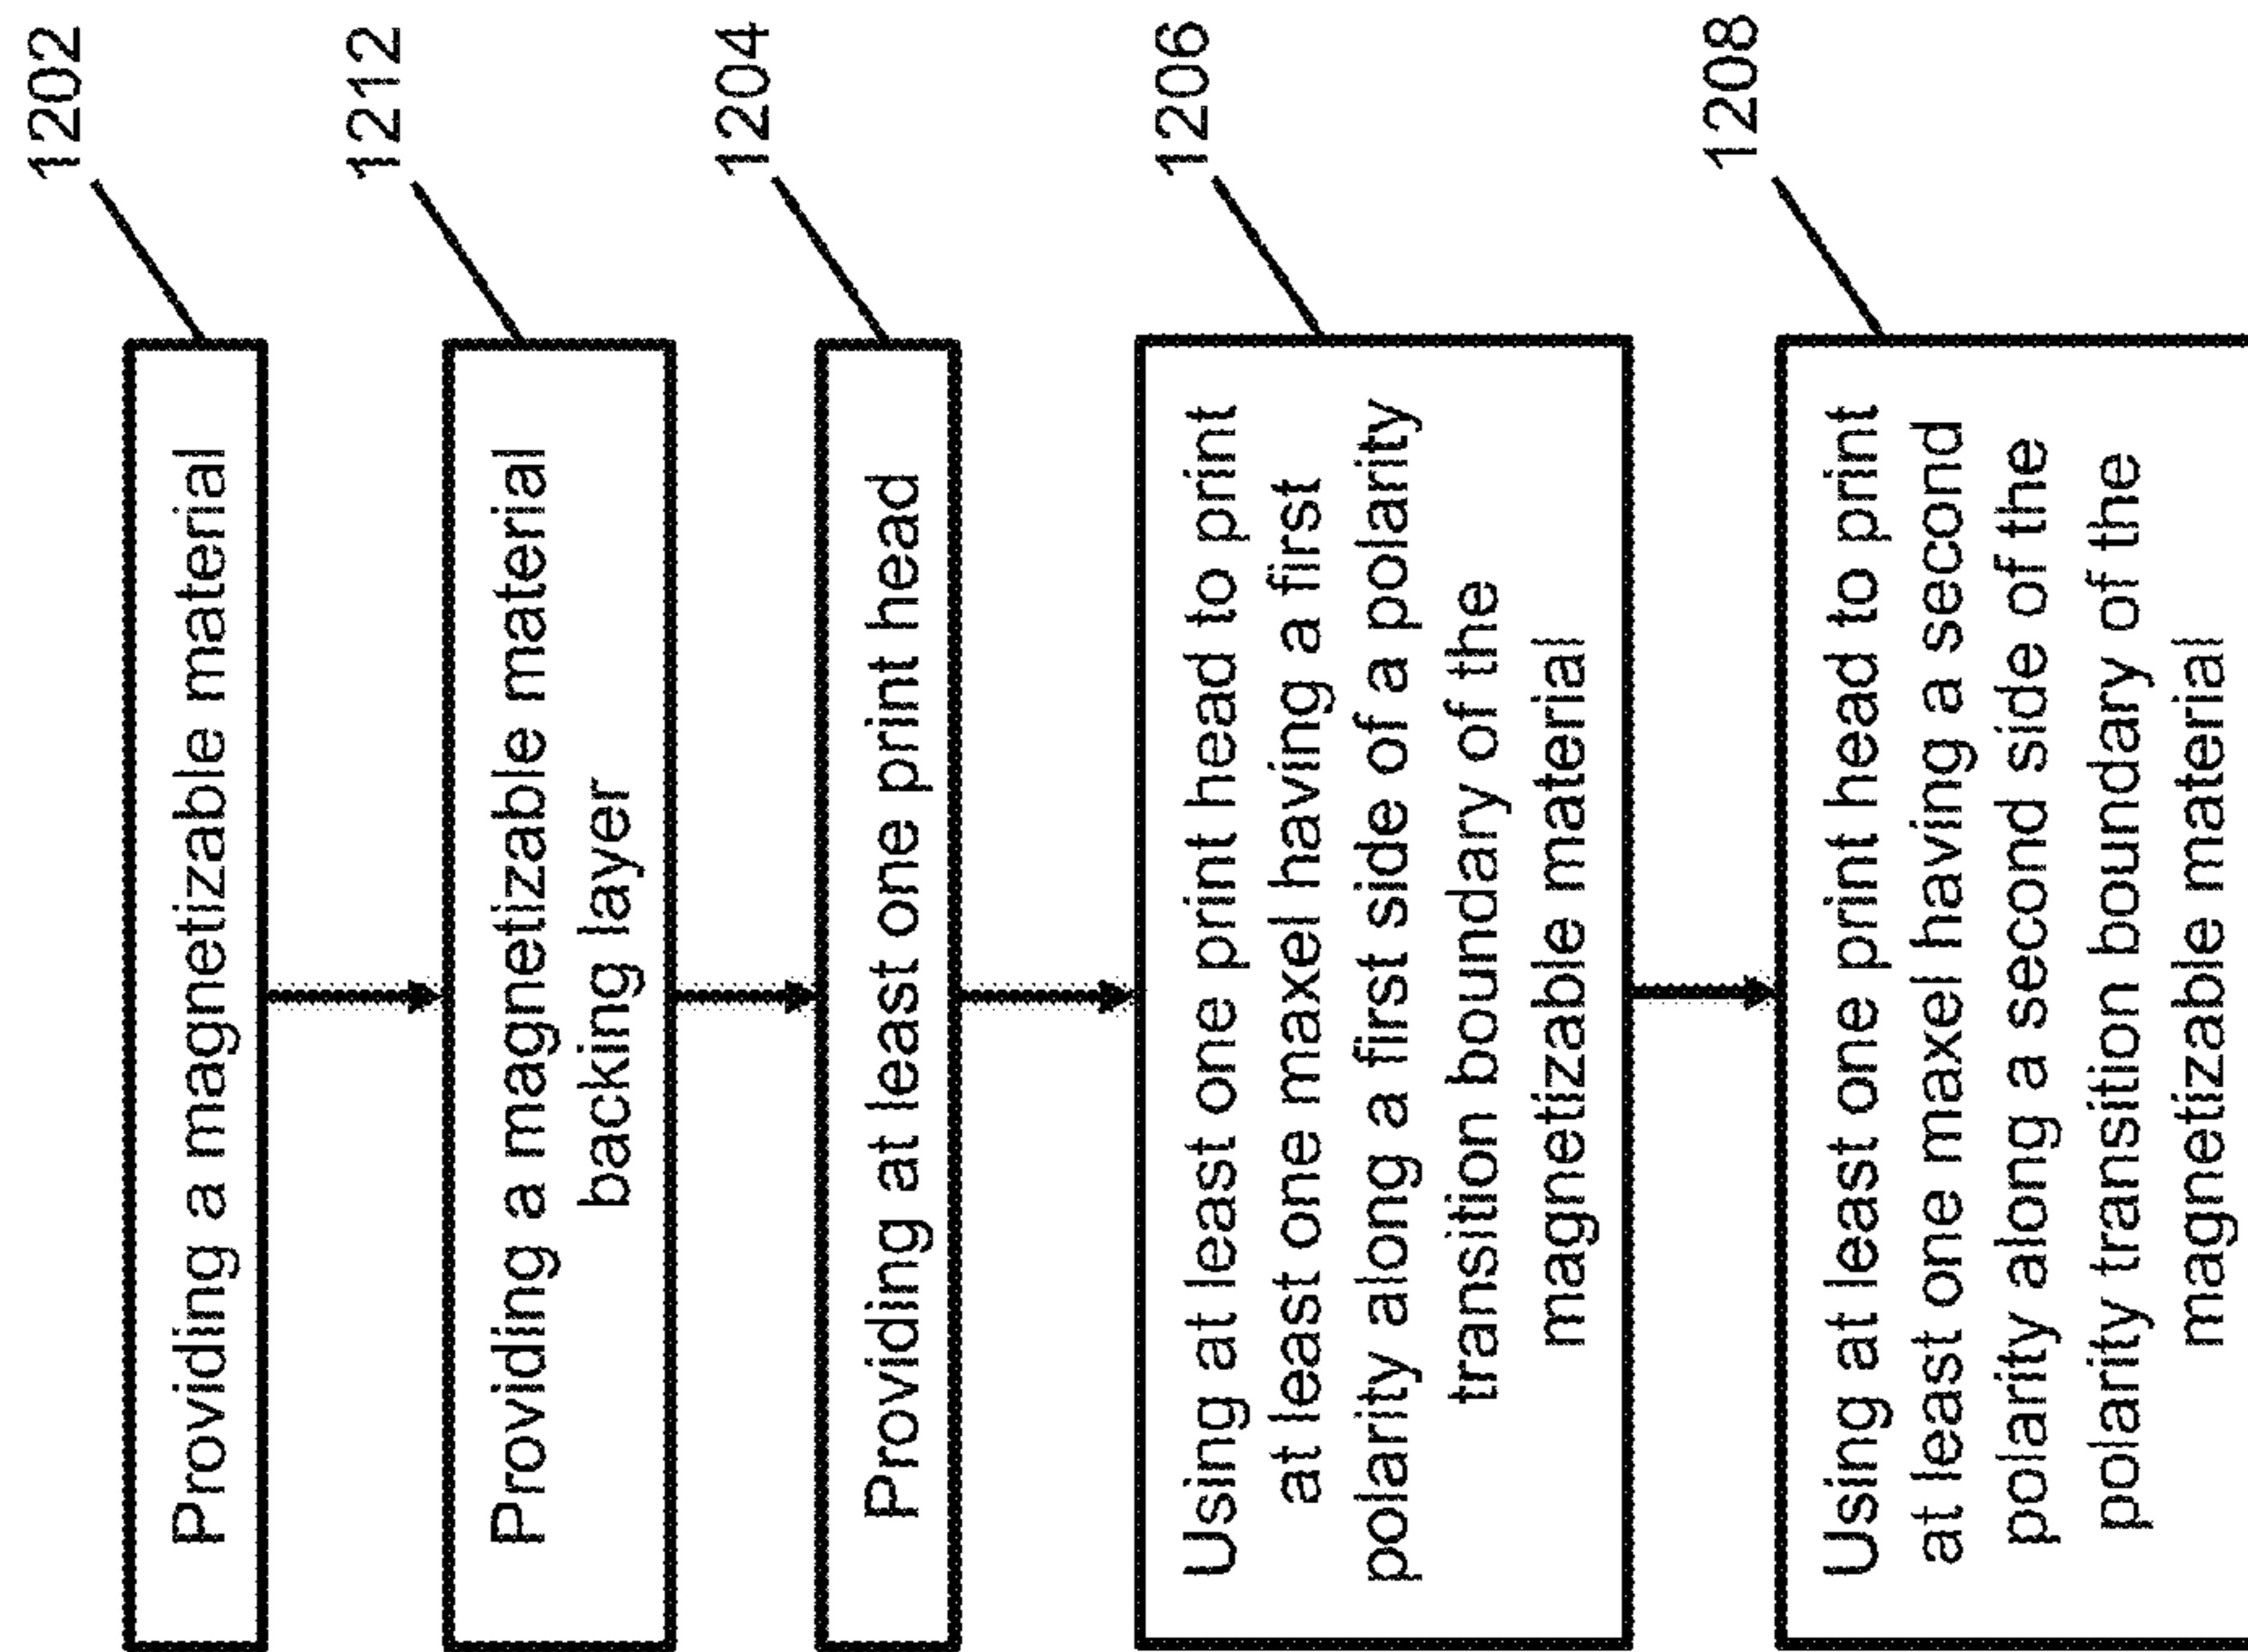 1202
Providing a magnetizable material
1212
Providing a magnetizable material
backing layer
1204
Providing at least one print head
1206
Using at least one print head to print
at least one maxel having a first
polarity along a first side of a polarity
transition boundary of the
magnetizable material
1208
Using at least one print head to print
at least one maxel having a second
polarity along a second side of the
polarity transition boundary of the
magnetizable material